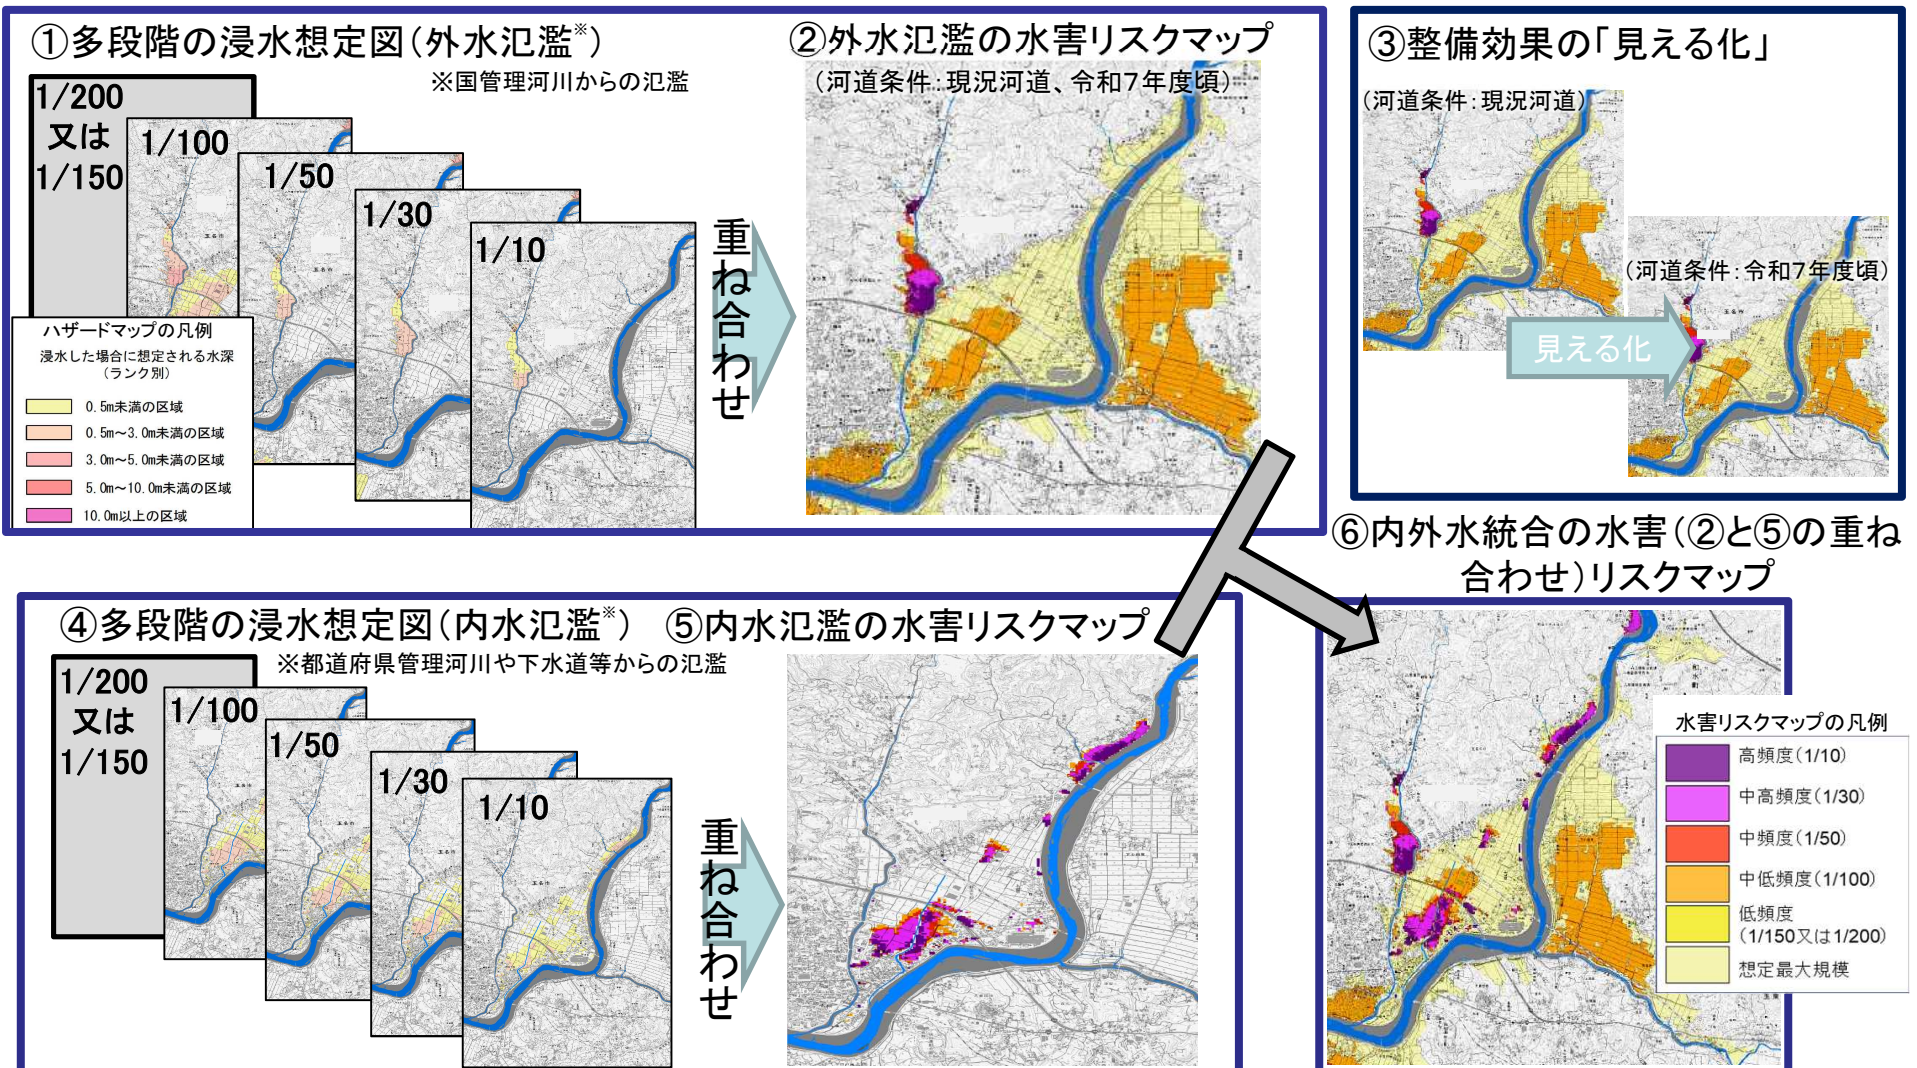 ①多段階の浸水想定図(外水氾濫※)
※国管理河川からの氾濫
1/200
又は
1/150
1/100
1/50
1/30
1/10
ハザードマップの凡例
浸水した場合に想定される水深
(ランク別)
0.5m未満の区域
0.5m～3.0m未満の区域
3.0m～5.0m未満の区域
5.0m～10.0m未満の区域
10.0m以上の区域
重ね合わせ
②外水氾濫の水害リスクマップ
(河道条件:現況河道、令和7年度頃)
③整備効果の「見える化」
(河道条件:現況河道)
(河道条件:令和7年度頃)
見える化
④多段階の浸水想定図(内水氾濫※)
※都道府県管理河川や下水道等からの氾濫
1/200
又は
1/150
1/100
1/50
1/30
1/10
重ね合わせ
⑤内水氾濫の水害リスクマップ
⑥内外水統合の水害(②と⑤の重ね
合わせ)リスクマップ
水害リスクマップの凡例
高頻度(1/10)
中高頻度(1/30)
中頻度(1/50)
中低頻度(1/100)
低頻度
(1/150又は1/200)
想定最大規模